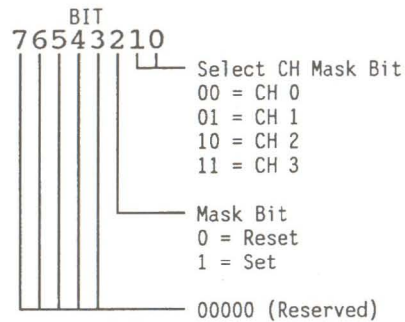 BIT
76543210
Select CH Mask Bit
00 = CH 0
01 = CH 1
10 = CH 2
11 = CH 3
Mask Bit
0 = Reset
1 = Set
00000 (Reserved)